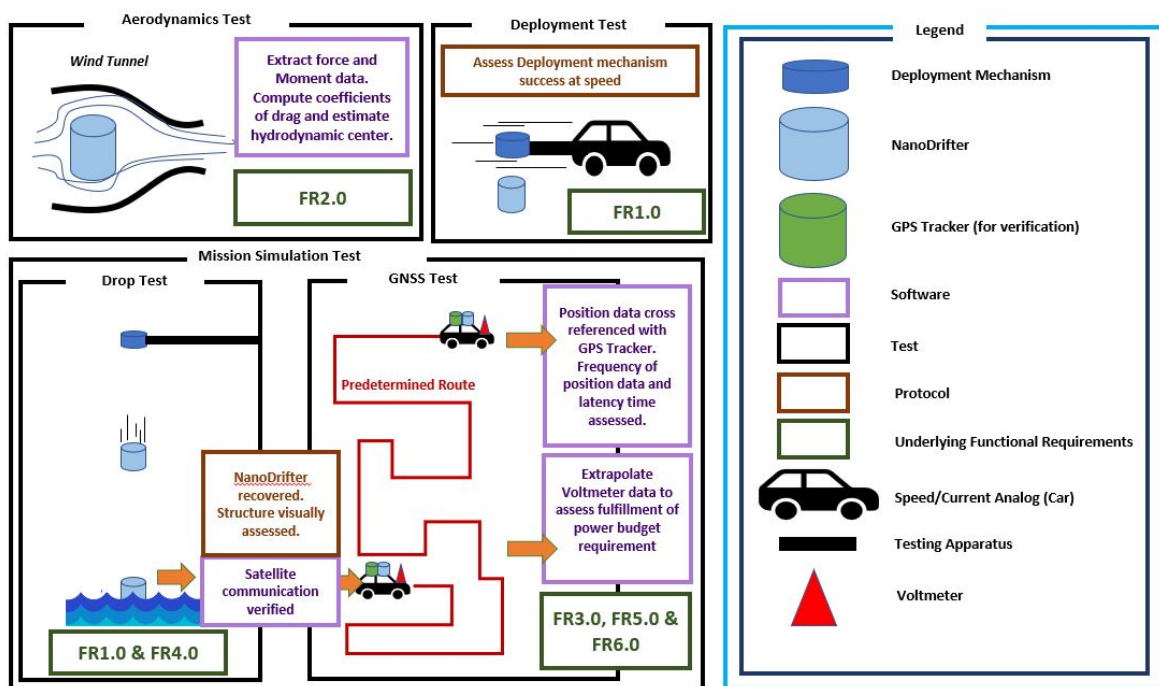 Aerodynamics Test
Wind Tunnel
Extract force and
Moment data.
Compute coefficients
of drag and estimate
hydrodynamic center.
FR2.0
Deployment Test
Assess Deployment mechanism
success at speed
FR1.0
Mission Simulation Test
Drop Test
NanoDrifter
recovered.
Structure visually
assessed.
Satellite
communication
verified
FR1.0 & FR4.0
GNSS Test
Predetermined Route
Position data cross
referenced with
GPS Tracker.
Frequency of
position data and
latency time
assessed.
Extrapolate
Voltmeter data to
assess fulfillment of
power budget
requirement
FR3.0, FR5.0 &
FR6.0
Legend
Deployment Mechanism
NanoDrifter
GPS Tracker (for verification)
Software
Test
Protocol
Underlying Functional Requirements
Speed/Current Analog (Car)
Testing Apparatus
Voltmeter